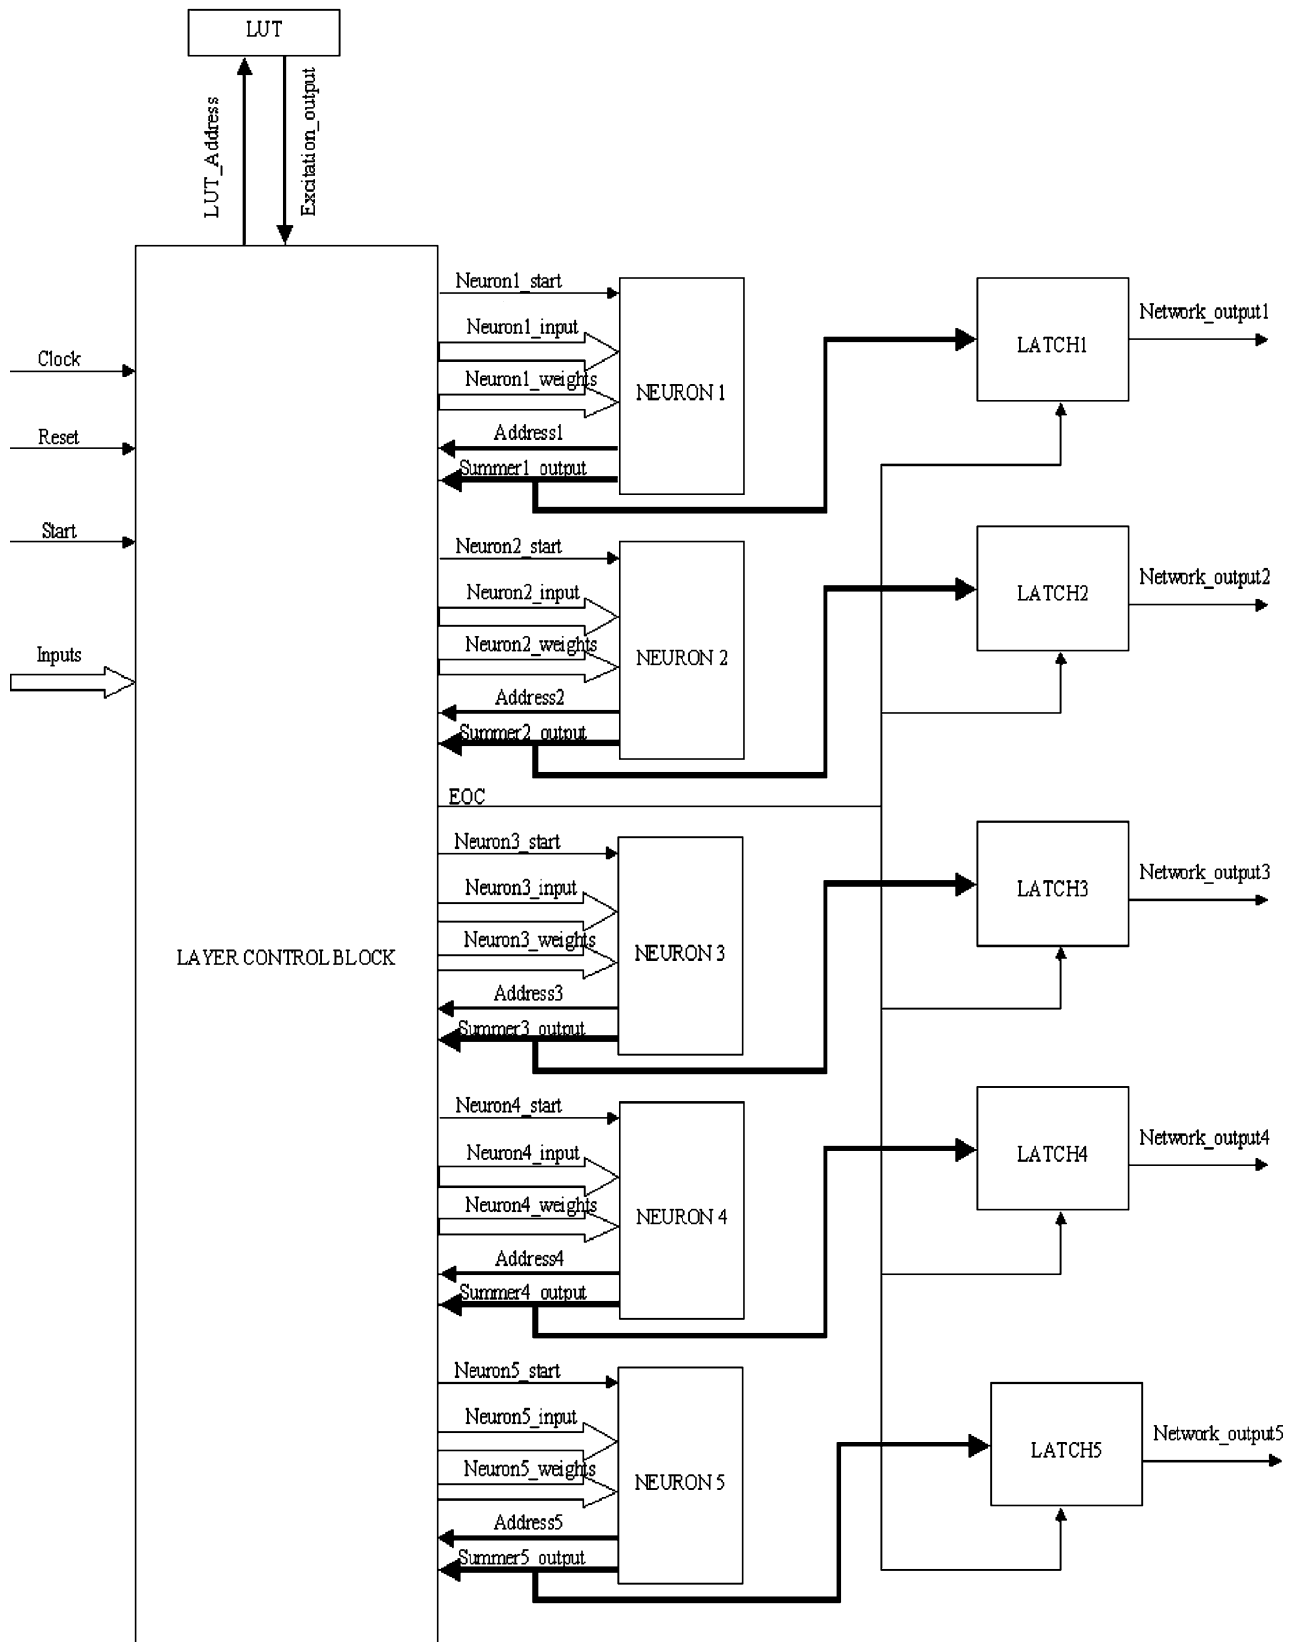 LUT
LUT_Address
Excitation_output
Clock
Reset
Start
Inputs
LAYER CONTROL BLOCK
Neuron1_start
Neuron1_input
Neuron1_weights
Address1
Summer1_output
NEURON 1
LATCH1
Network_output1
Neuron2_start
Neuron2_input
Neuron2_weights
Address2
Summer2_output
NEURON 2
LATCH2
Network_output2
EOC
Neuron3_start
Neuron3_input
Neuron3_weights
Address3
Summer3_output
NEURON 3
LATCH3
Network_output3
Neuron4_start
Neuron4_input
Neuron4_weights
Address4
Summer4_output
NEURON 4
LATCH4
Network_output4
Neuron5_start
Neuron5_input
Neuron5_weights
Address5
Summer5_output
NEURON 5
LATCH5
Network_output5